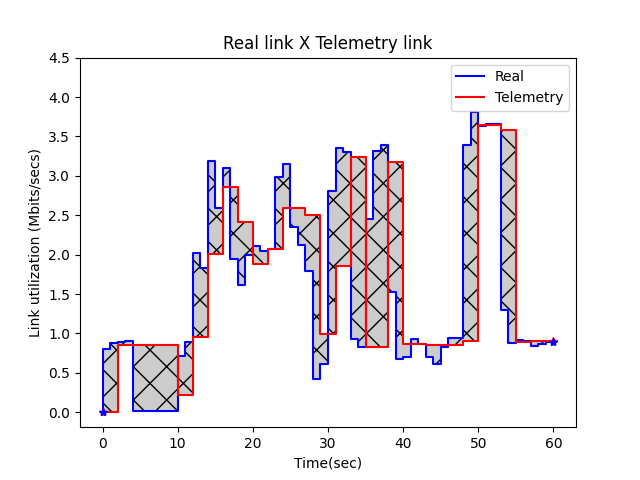 Real link X Telemetry link
Real
Telemetry
Link utilization (Mbits/secs)
4.5
4.0
3.5
3.0
2.5
2.0
1.5
1.0
0.5
0.0
0 10 20 30 40 50 60
Time(sec)